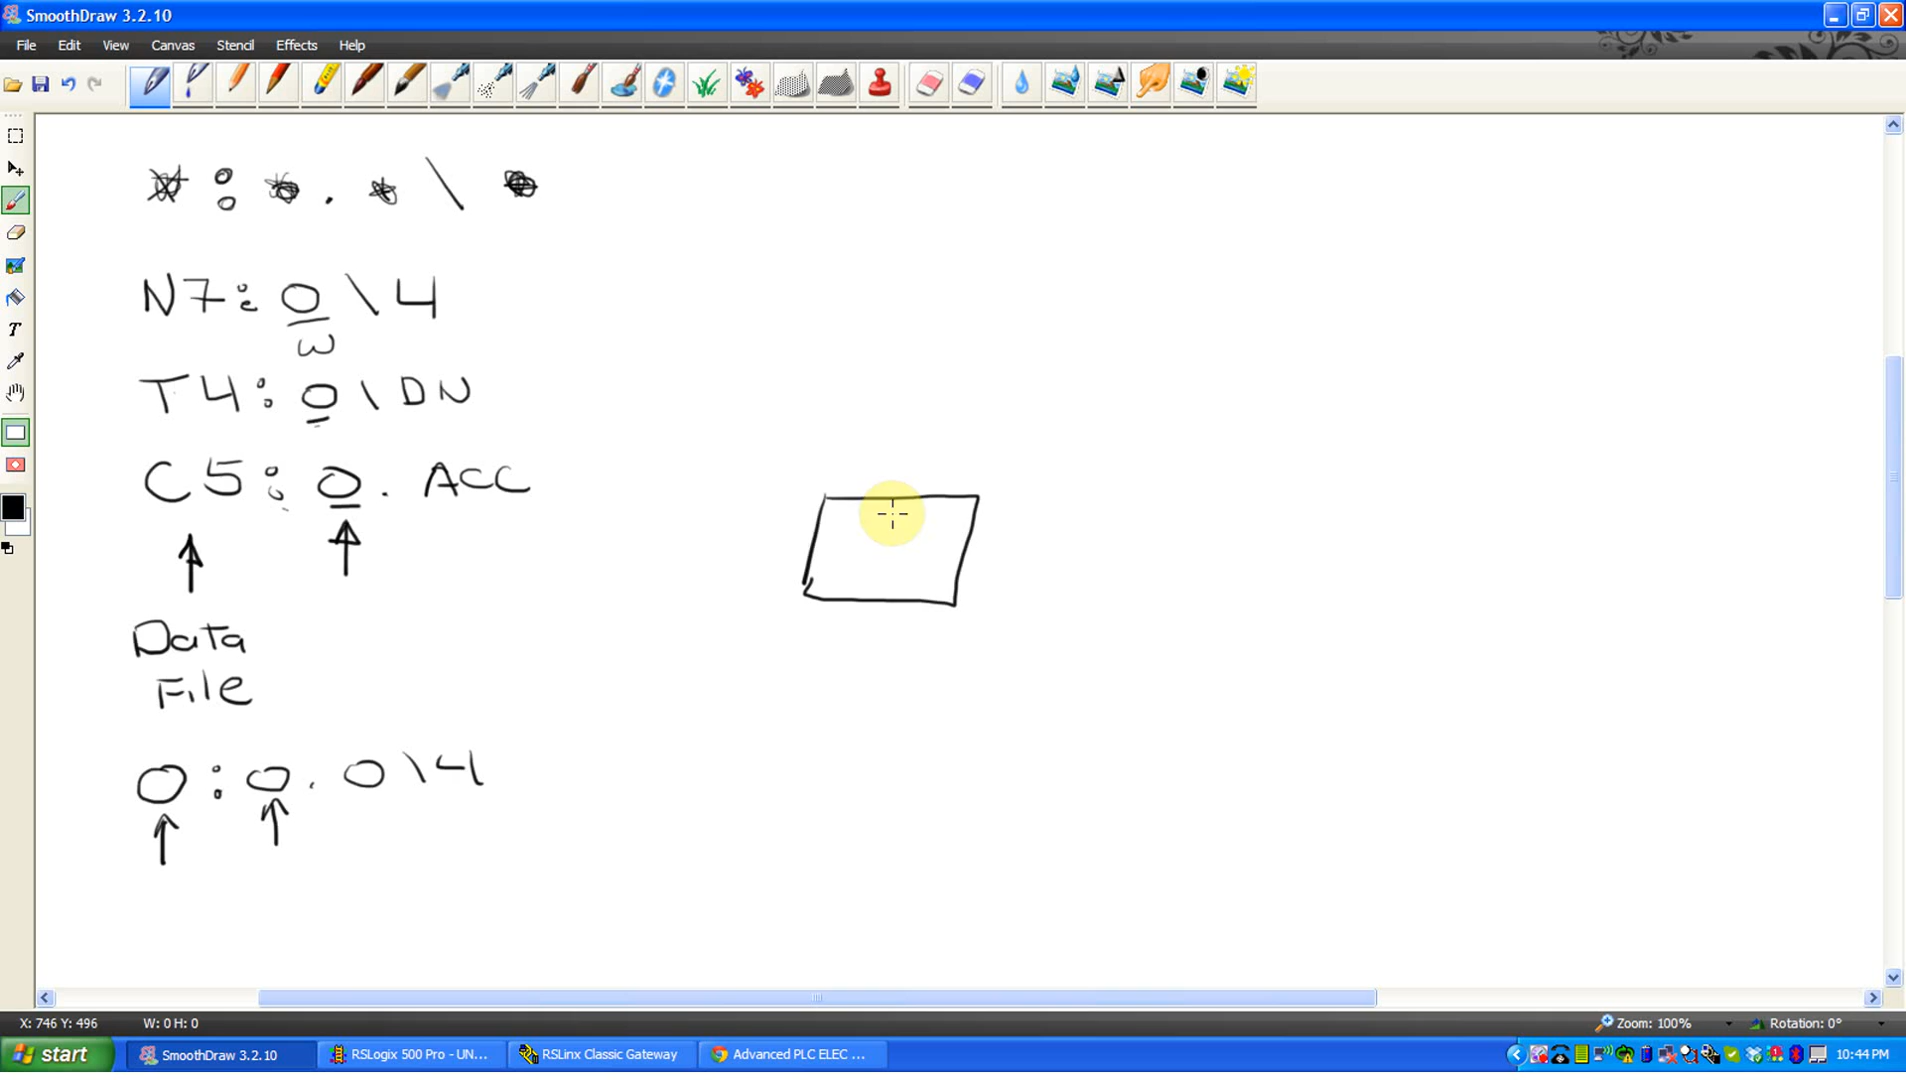 SmoothDraw 3.2.10
File Edit View Canvas Stencil Effects Help
* : * . * \ *
N7:0\4
W
T4:0\DN
C5:0.ACC
Data
File
O:0.0\4
X: 746 Y: 496 W: 0 H: 0 Zoom: 100% Rotation: 0°
start SmoothDraw 3.2.10 RSLogix 500 Pro - UN... RSLinx Classic Gateway Advanced PLC ELEC ... 10:44 PM